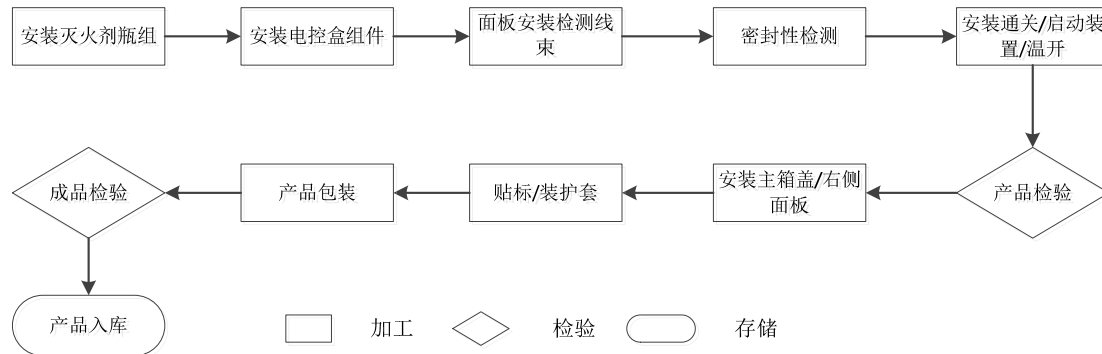 安装灭火剂瓶组
安装电控盒组件
面板安装检测线
束
密封性检测
安装通关/启动装
置/温开
产品检验
安装主箱盖/右侧
面板
贴标/装护套
产品包装
成品检验
产品入库
加工
检验
存储